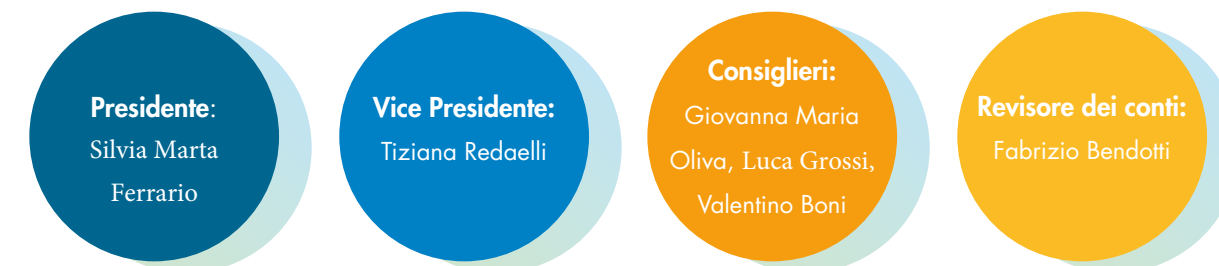 Presidente:
Silvia Marta
Ferrario
Vice Presidente:
Tiziana Redaelli
Consiglieri:
Giovanna Maria
Oliva, Luca Grossi,
Valentino Boni
Revisore dei conti:
Fabrizio Bendotti